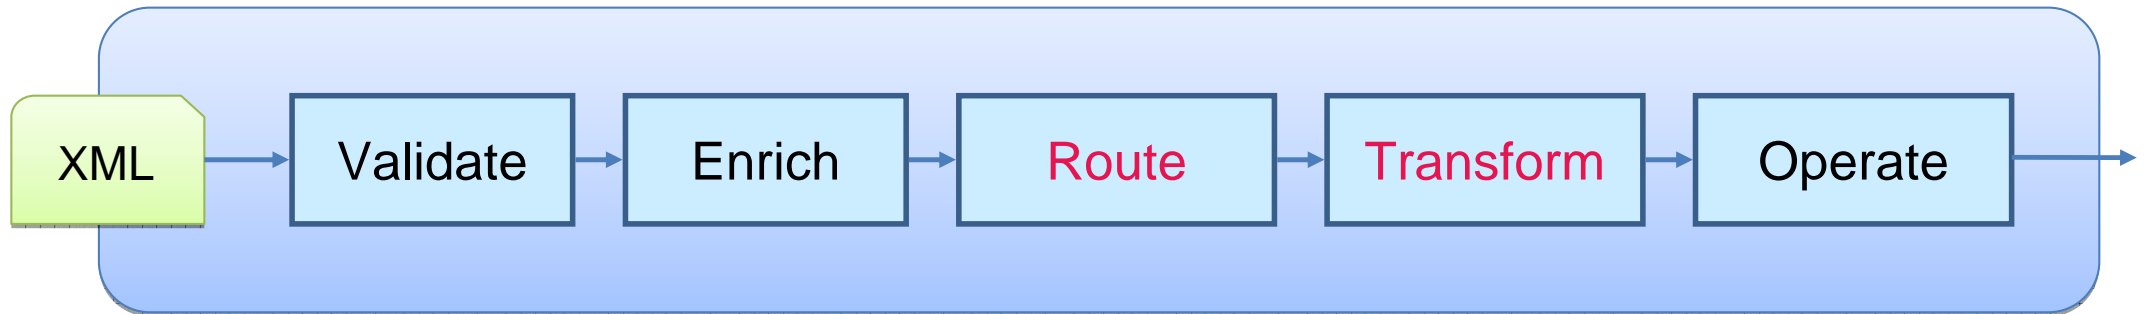 XML
Validate
Enrich
Route
Transform
Operate